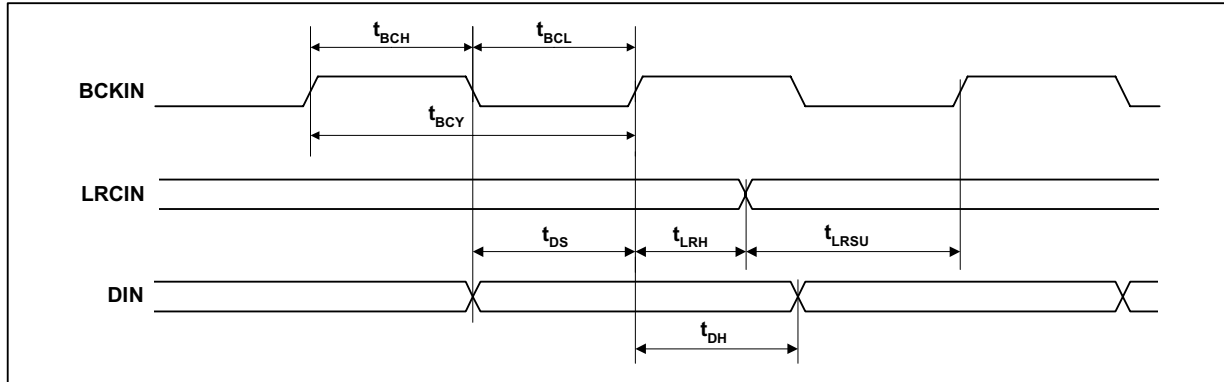 tBCH
tBCL
BCKIN
tBCY
LRCIN
tDS
tLRH
tLRSU
DIN
tDH